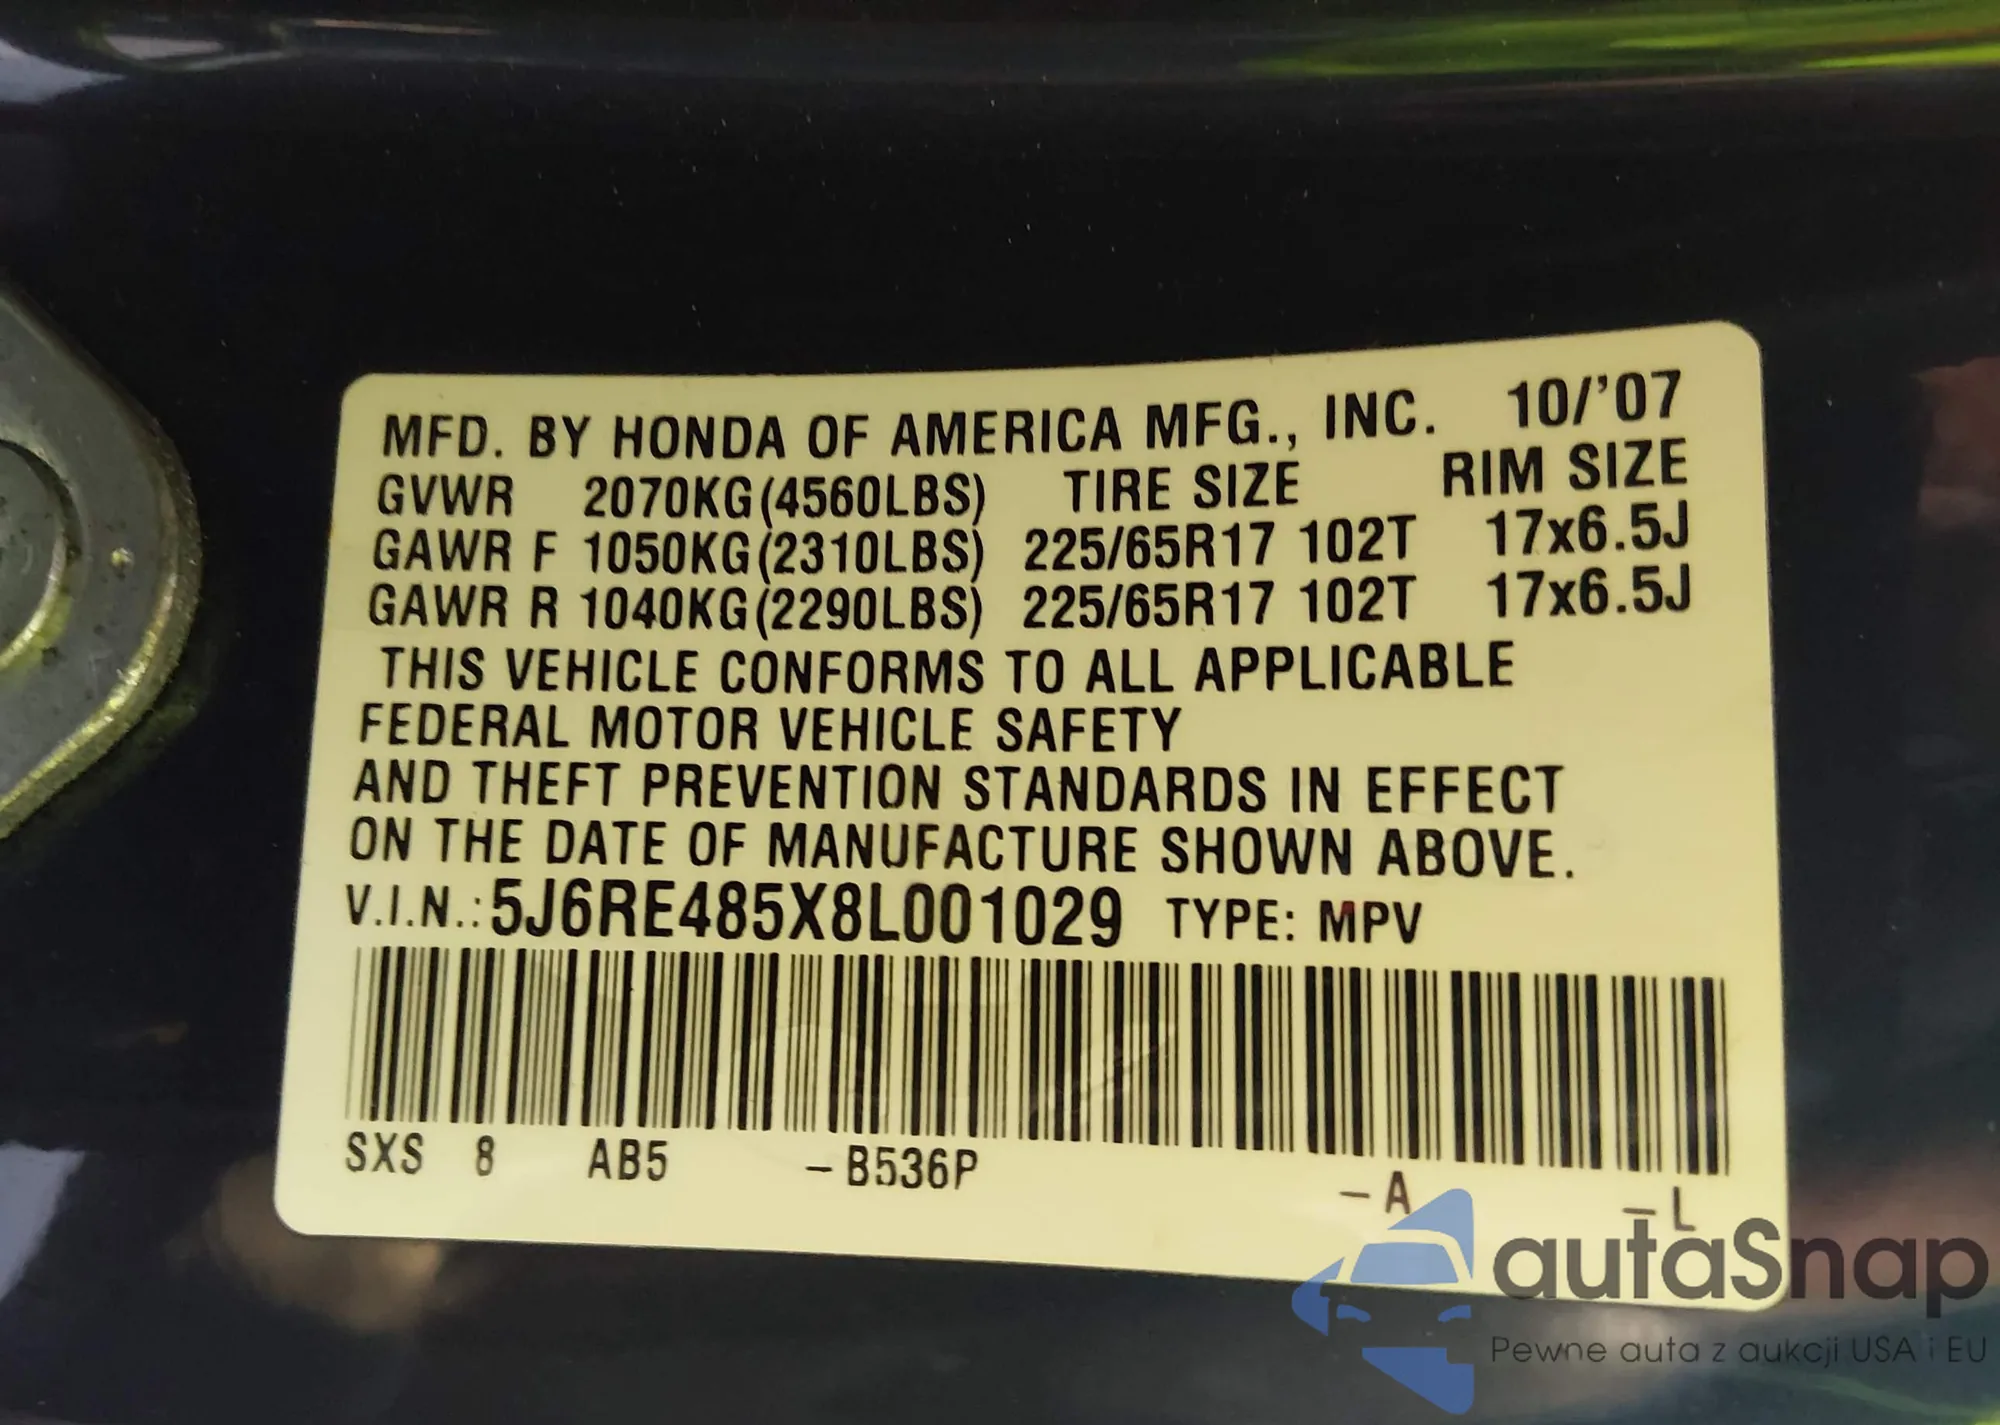 MFD. BY HONDA OF AMERICA MFG., INC. 10/'07
GVWR 2070KG(4560LBS) TIRE SIZE RIM SIZE
GAWR F 1050KG(2310LBS) 225/65R17 102T 17x6.5J
GAWR R 1040KG(2290LBS) 225/65R17 102T 17x6.5J
THIS VEHICLE CONFORMS TO ALL APPLICABLE
FEDERAL MOTOR VEHICLE SAFETY
AND THEFT PREVENTION STANDARDS IN EFFECT
ON THE DATE OF MANUFACTURE SHOWN ABOVE.
V.I.N.: 5J6RE485X8L001029 TYPE: MPV
SXS 8 AB5 –B536P –A –L
autaSnap
Pewne auta z aukcji USA i EU